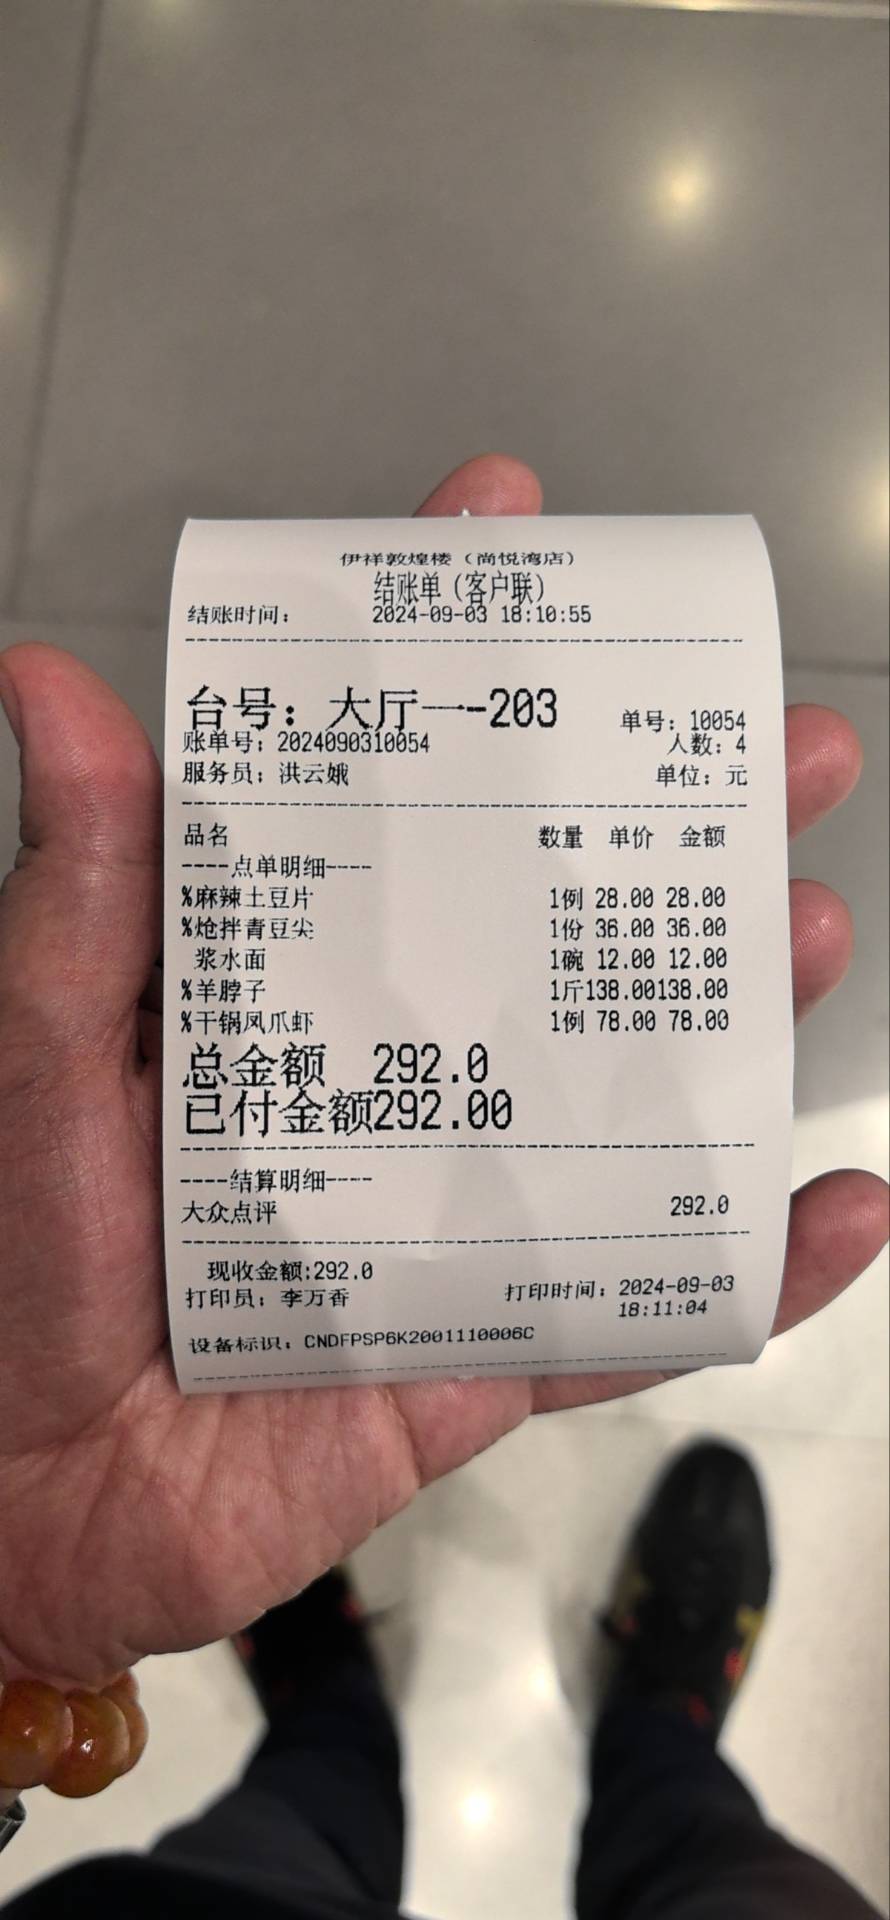 伊祥敦煌楼（尚悦湾店）
结账单（客户联）
结账时间： 2024-09-03 18:10:55
台号：大厅一-203 单号：10054
账单号：2024090310054 人数：4
服务员：洪云娥 单位：元
品名 数量 单价 金额
----点单明细----
%麻辣土豆片 1例 28.00 28.00
%炝拌青豆尖 1份 36.00 36.00
浆水面 1碗 12.00 12.00
%羊脖子 1斤138.00138.00
%干锅凤爪虾 1例 78.00 78.00
总金额 292.0
已付金额292.00
----结算明细----
大众点评 292.0
现收金额:292.0
打印员：李万香 打印时间：2024-09-03
18:11:04
设备标识：CNDFPSP6K2001110006C